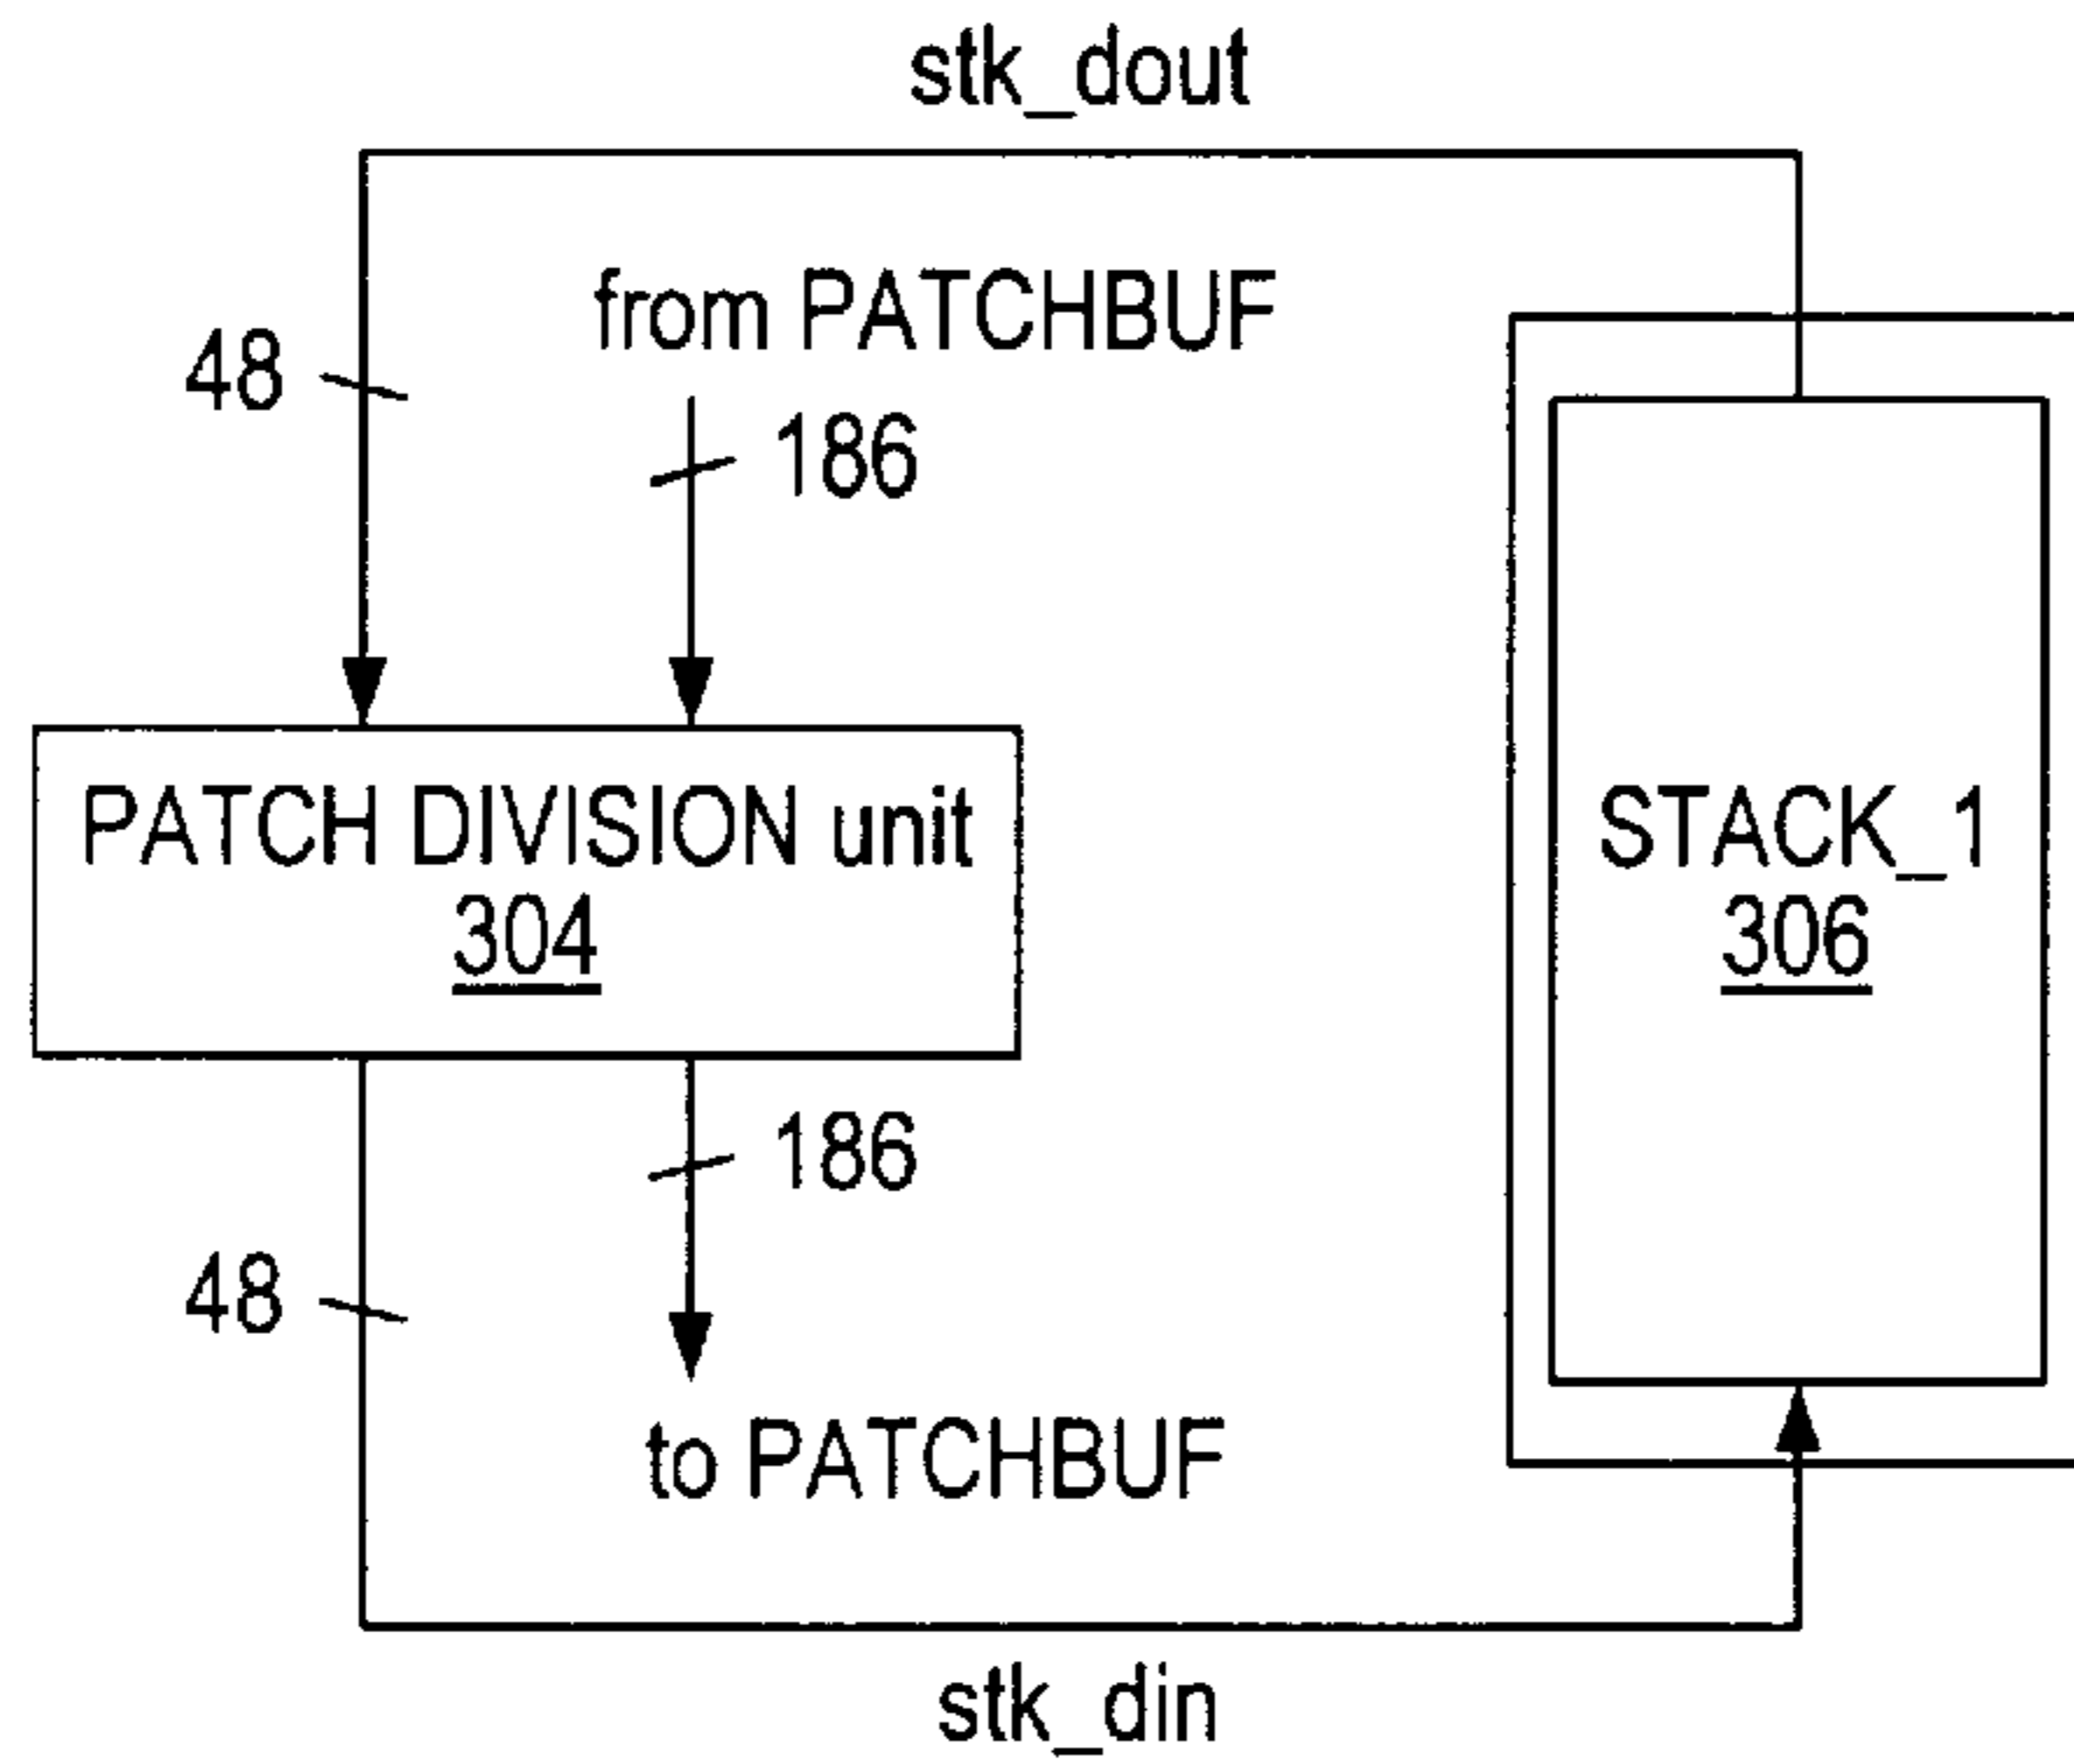 stk_dout
from PATCHBUF
48
186
PATCH DIVISION unit
304
STACK_1
306
186
48
to PATCHBUF
stk_din